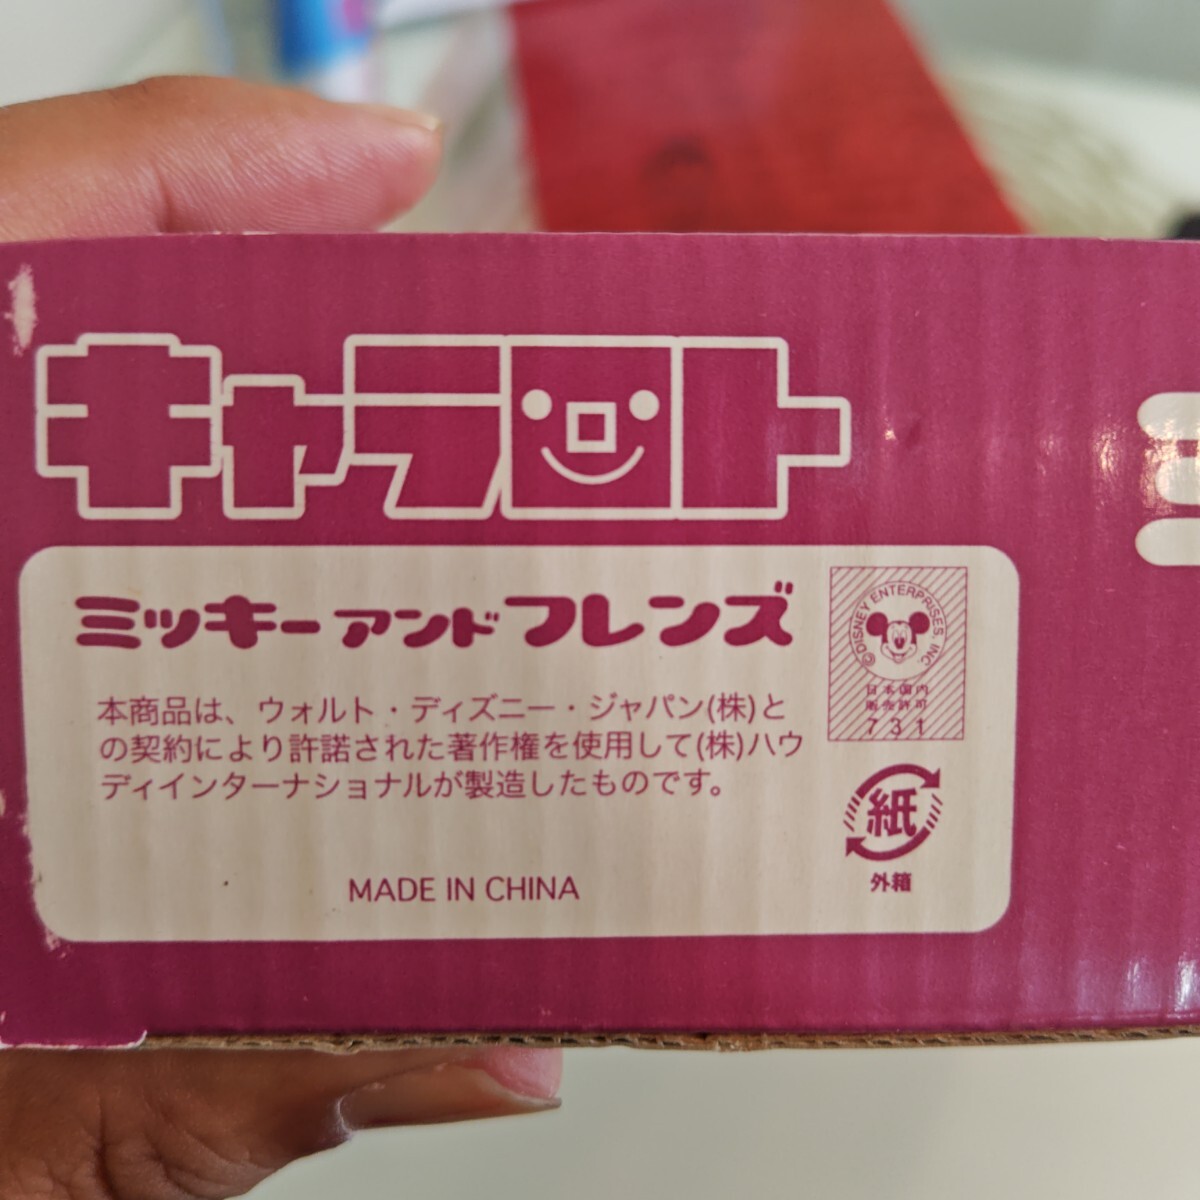 キャラット
ミッキーアンドフレンズ
本商品は、ウォルト・ディズニー・ジャパン(株)と
の契約により許諾された著作権を使用して(株)ハウ
ディインターナショナルが製造したものです。
MADE IN CHINA
©DISNEY ENTERPRISES, INC.
日本国内
販売許可
731
紙
外箱